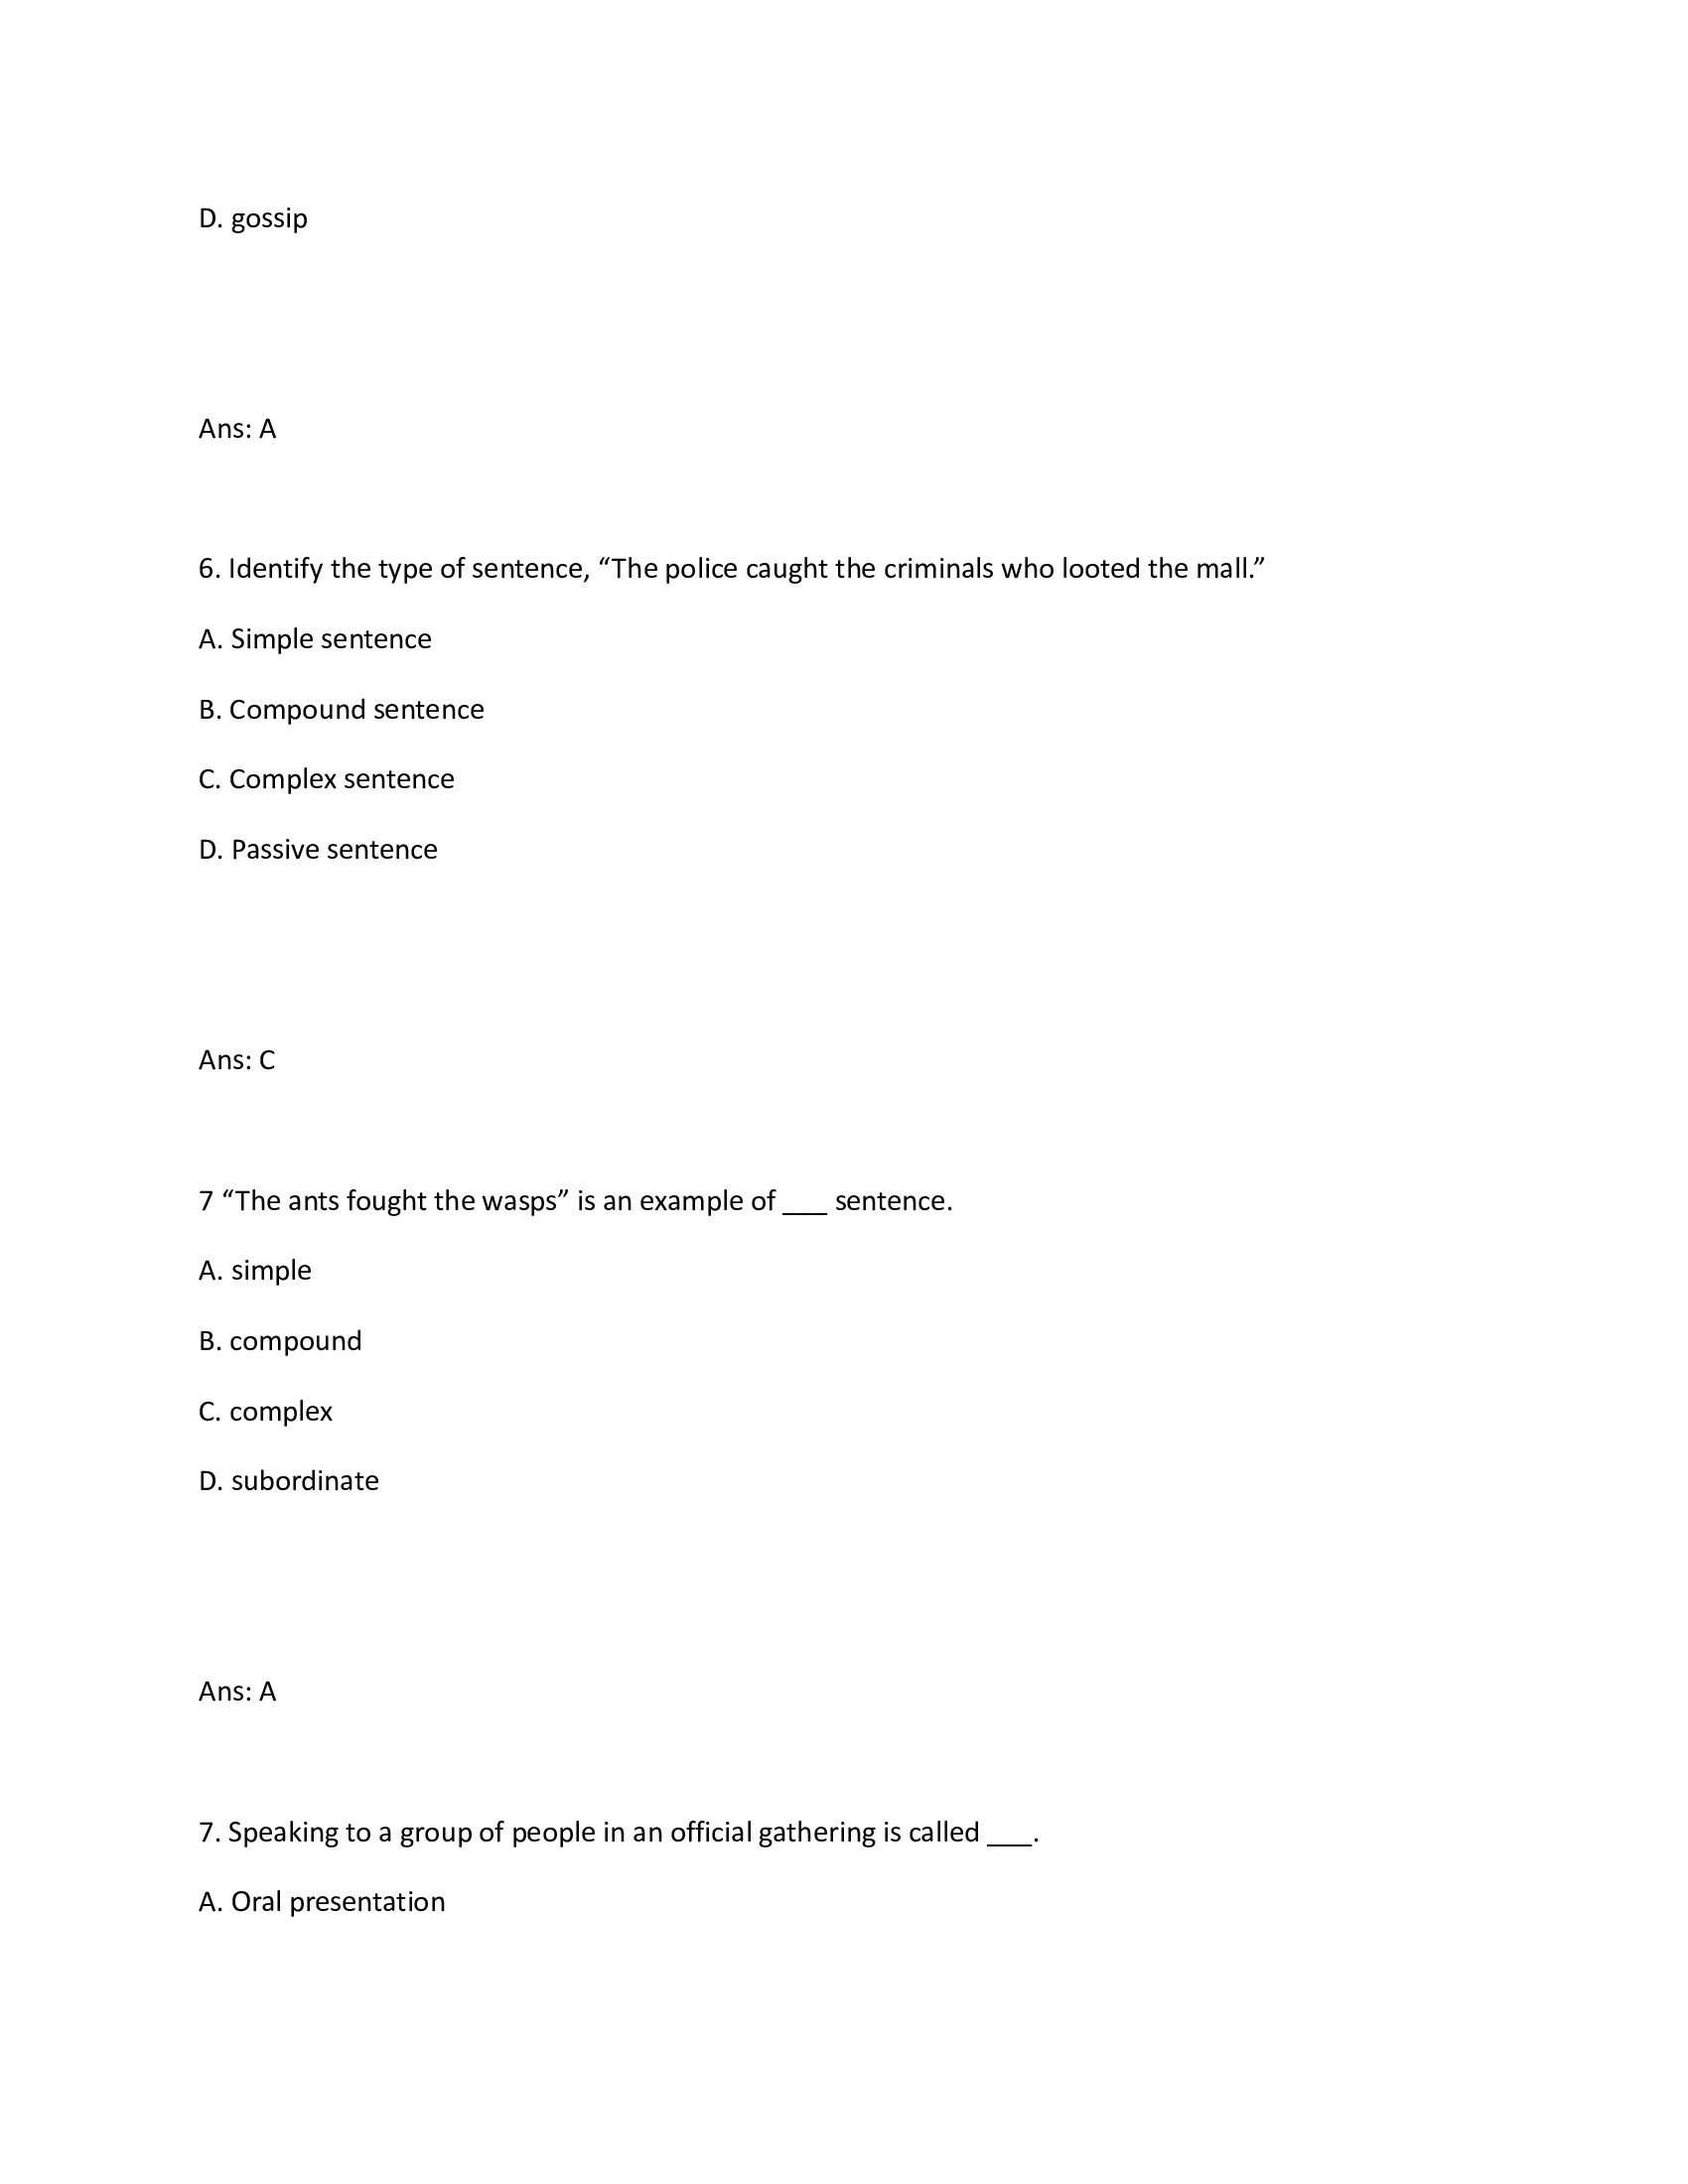 D. gossip
Ans: A
6. Identify the type of sentence, “The police caught the criminals who looted the mall.”
A. Simple sentence
B. Compound sentence
C. Complex sentence
D. Passive sentence
Ans: C
7 “The ants fought the wasps” is an example of ___ sentence.
A. simple
B. compound
C. complex
D. subordinate
Ans: A
7. Speaking to a group of people in an official gathering is called ___.
A. Oral presentation